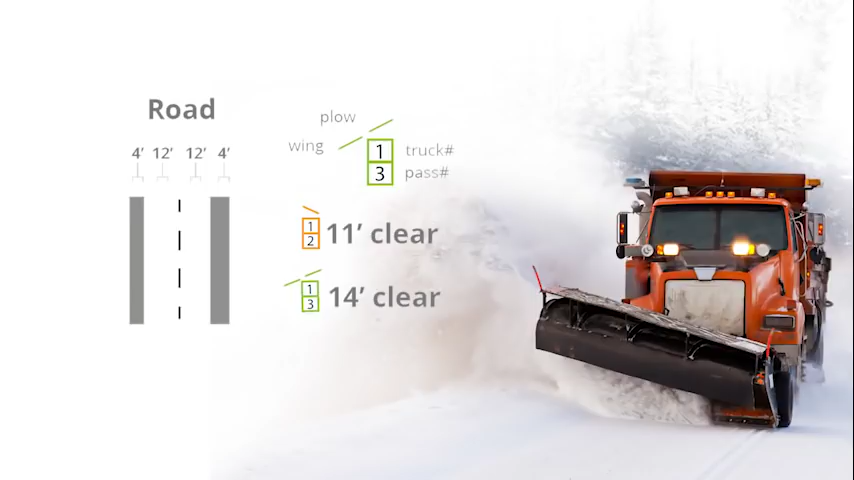 Road
4’ 12’ 12’ 4’
plow
wing
1 truck#
3 pass#
1
2
11’ clear
1
3
14’ clear